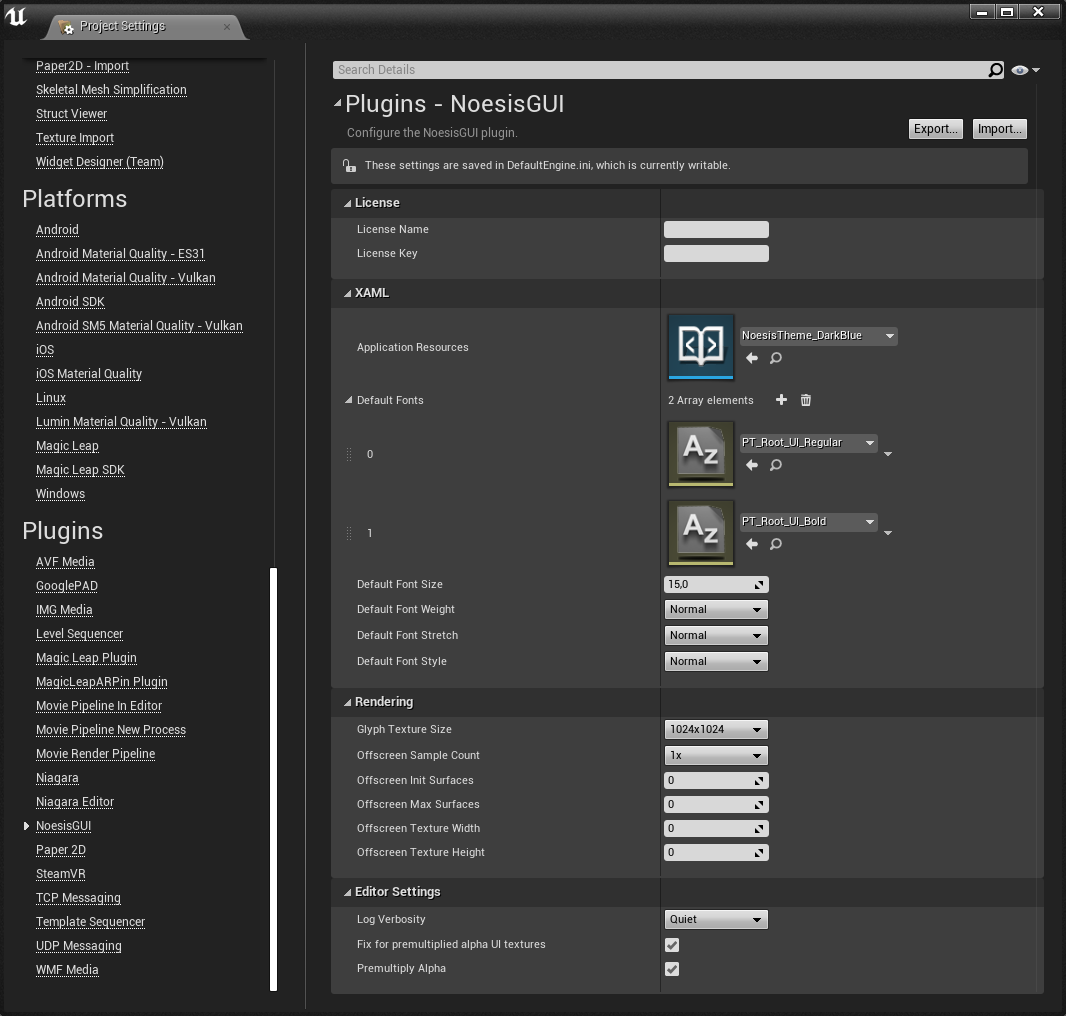 Project Settings
Paper2D - Import
Skeletal Mesh Simplification
Struct Viewer
Texture Import
Widget Designer (Team)
Platforms
Android
Android Material Quality - ES31
Android Material Quality - Vulkan
Android SDK
Android SM5 Material Quality - Vulkan
iOS
iOS Material Quality
Linux
Lumin Material Quality - Vulkan
Magic Leap
Magic Leap SDK
Windows
Plugins
AVF Media
GooglePAD
IMG Media
Level Sequencer
Magic Leap Plugin
MagicLeapARPin Plugin
Movie Pipeline In Editor
Movie Pipeline New Process
Movie Render Pipeline
Niagara
Niagara Editor
NoesisGUI
Paper 2D
SteamVR
TCP Messaging
Template Sequencer
UDP Messaging
WMF Media
Search Details
Plugins - NoesisGUI
Configure the NoesisGUI plugin.
Export... Import...
These settings are saved in DefaultEngine.ini, which is currently writable.
License
License Name
License Key
XAML
Application Resources NoesisTheme_DarkBlue
Default Fonts 2 Array elements
0 Az PT_Root_UI_Regular
1 Az PT_Root_UI_Bold
Default Font Size 15,0
Default Font Weight Normal
Default Font Stretch Normal
Default Font Style Normal
Rendering
Glyph Texture Size 1024x1024
Offscreen Sample Count 1x
Offscreen Init Surfaces 0
Offscreen Max Surfaces 0
Offscreen Texture Width 0
Offscreen Texture Height 0
Editor Settings
Log Verbosity Quiet
Fix for premultiplied alpha UI textures
Premultiply Alpha